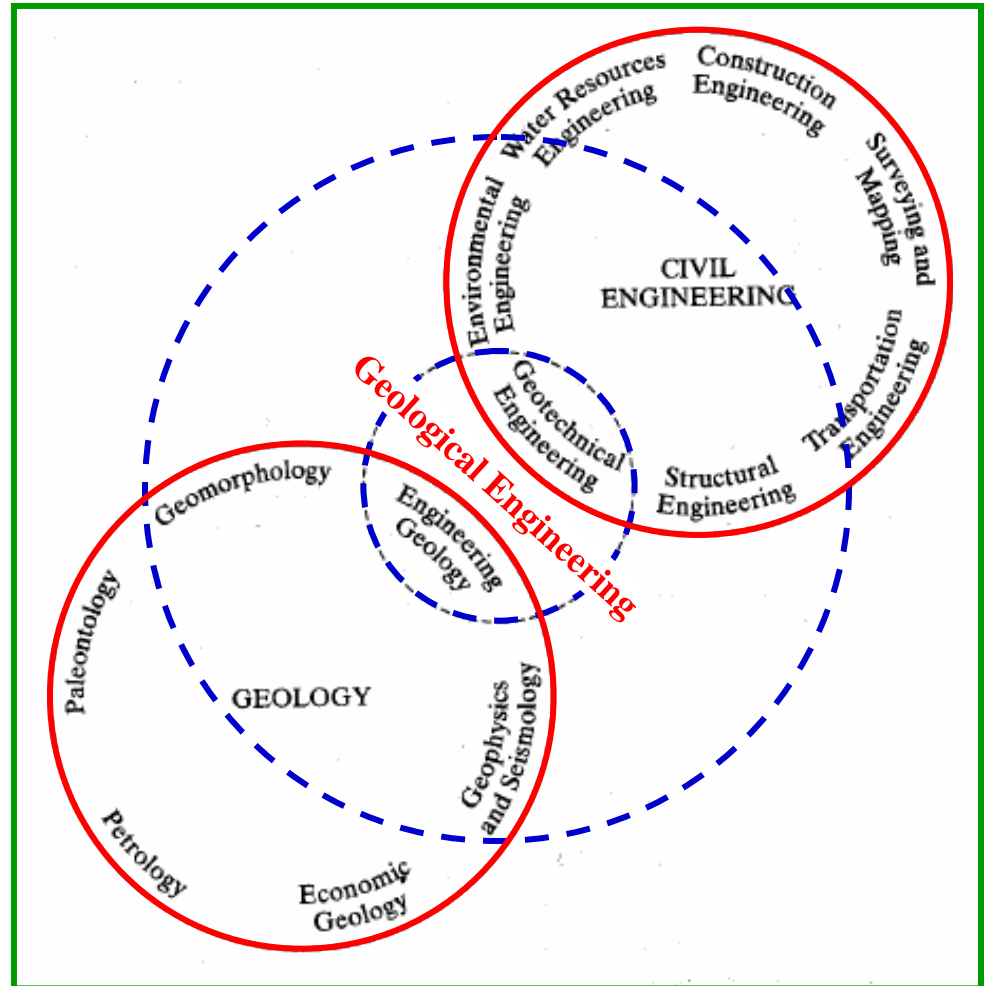 Construction
Engineering
Water Resources
Engineering
Surveying and
Mapping
Environmental
Engineering
CIVIL
ENGINEERING
Transportation
Engineering
Geotechnical
Engineering
Structural
Engineering
Geological Engineering
Geomorphology
Engineering
Geology
Paleontology
GEOLOGY
Geophysics
and Seismology
Petrology
Economic
Geology